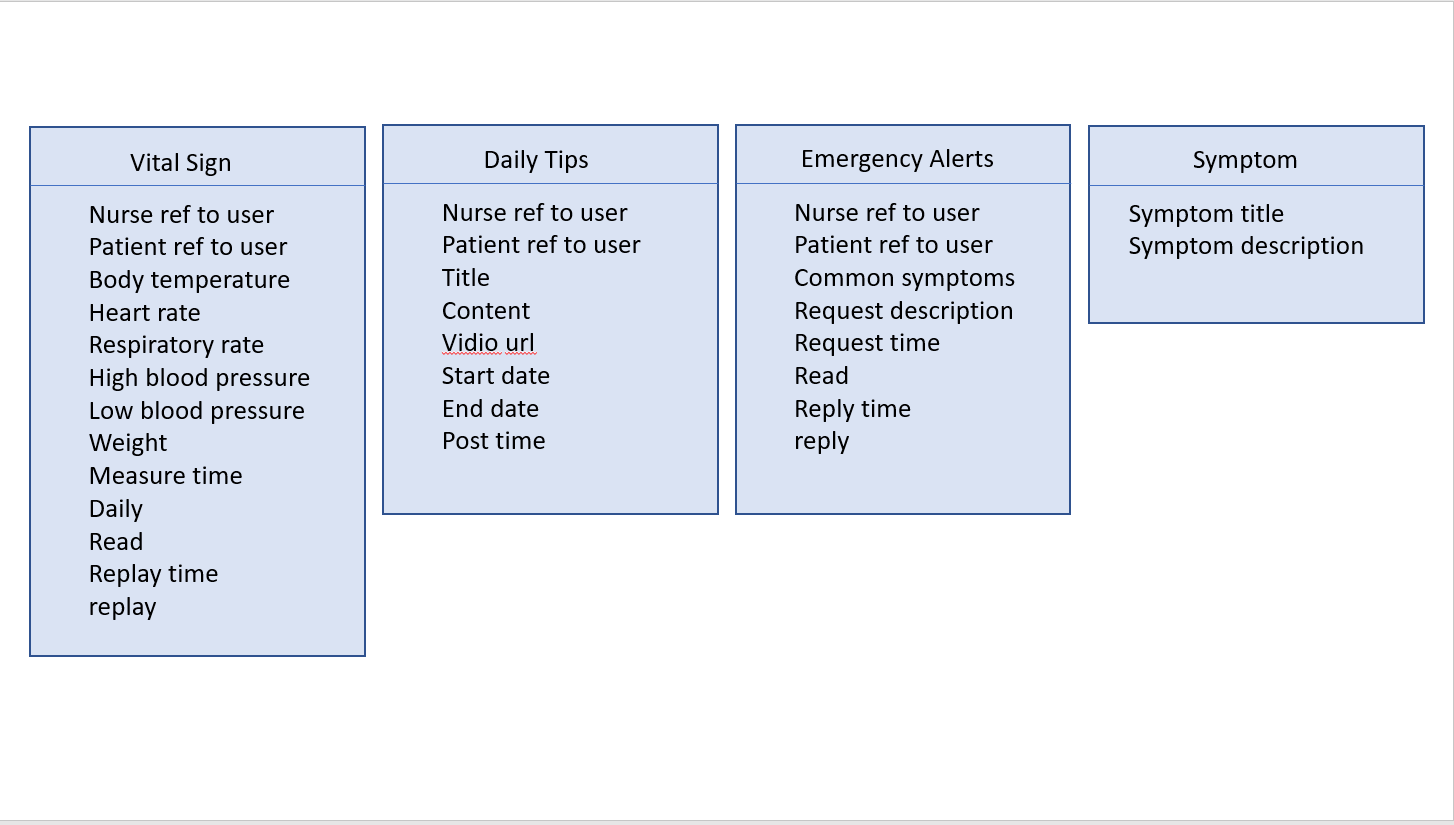 Vital Sign
Nurse ref to user
Patient ref to user
Body temperature
Heart rate
Respiratory rate
High blood pressure
Low blood pressure
Weight
Measure time
Daily
Read
Replay time
replay
Daily Tips
Nurse ref to user
Patient ref to user
Title
Content
Vidio url
Start date
End date
Post time
Emergency Alerts
Nurse ref to user
Patient ref to user
Common symptoms
Request description
Request time
Read
Reply time
reply
Symptom
Symptom title
Symptom description